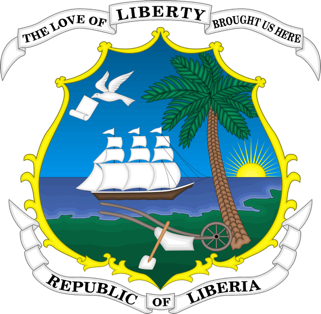 THE LOVE OF LIBERTY BROUGHT US HERE
REPUBLIC OF LIBERIA